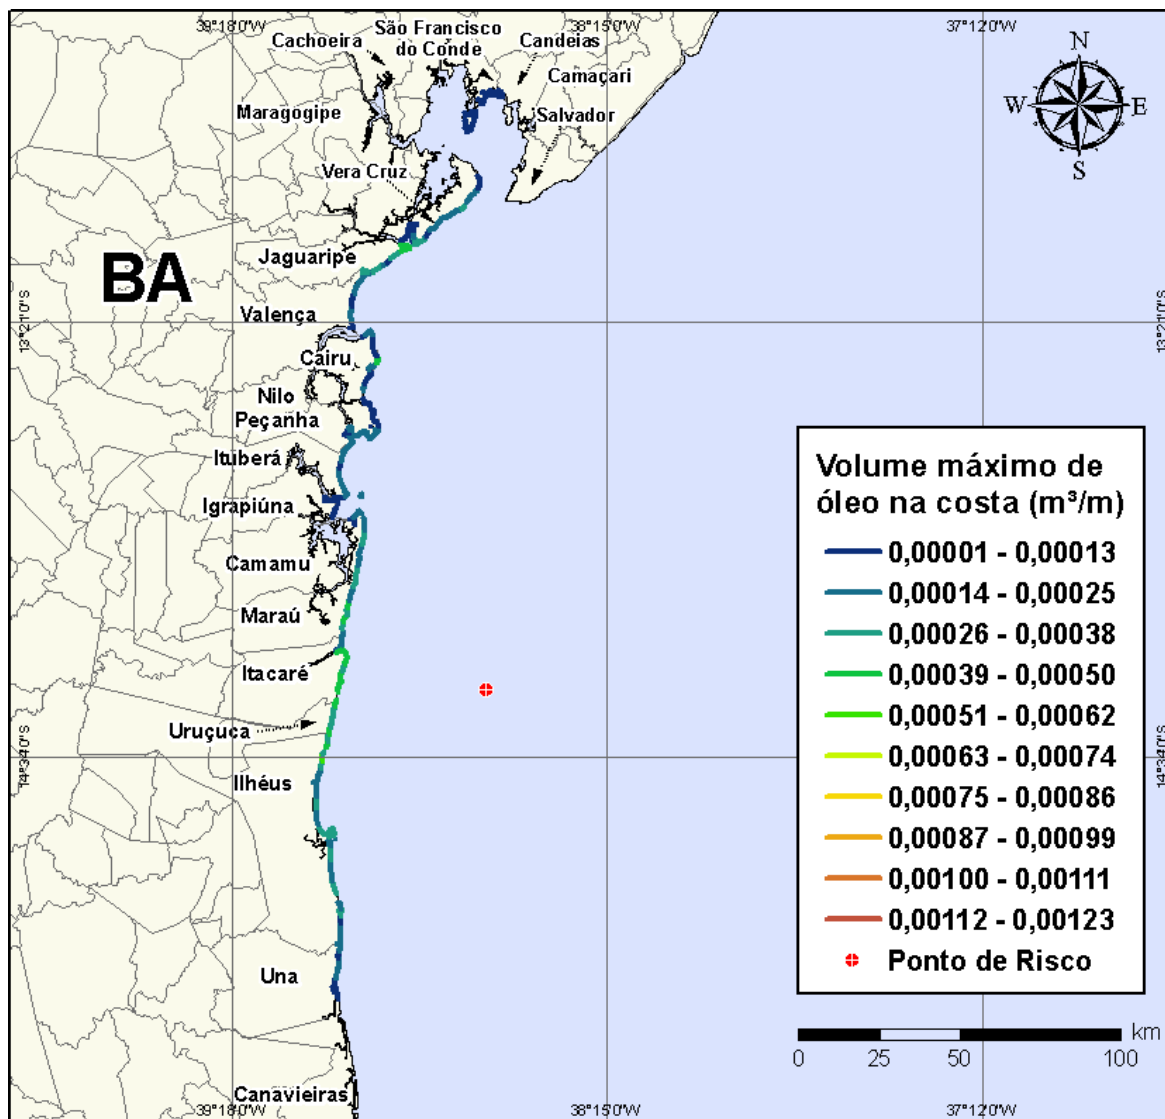 39°18'0"W
38°15'0"W
37°12'0"W
São Francisco
do Conde
Cachoeira
Candeias
Camaçari
Maragogipe
Salvador
Vera Cruz
Jaguaripe
BA
Valença
Cairu
Nilo
Peçanha
Ituberá
Igrapiúna
Camamu
Maraú
Itacaré
Uruçuca
Ilhéus
Una
Canavieiras
N
W
E
S
13°21'0"S
13°21'0"S
14°34'0"S
14°34'0"S
Volume máximo de
óleo na costa (m³/m)
0,00001 - 0,00013
0,00014 - 0,00025
0,00026 - 0,00038
0,00039 - 0,00050
0,00051 - 0,00062
0,00063 - 0,00074
0,00075 - 0,00086
0,00087 - 0,00099
0,00100 - 0,00111
0,00112 - 0,00123
Ponto de Risco
km
0 25 50 100
39°18'0"W
38°15'0"W
37°12'0"W